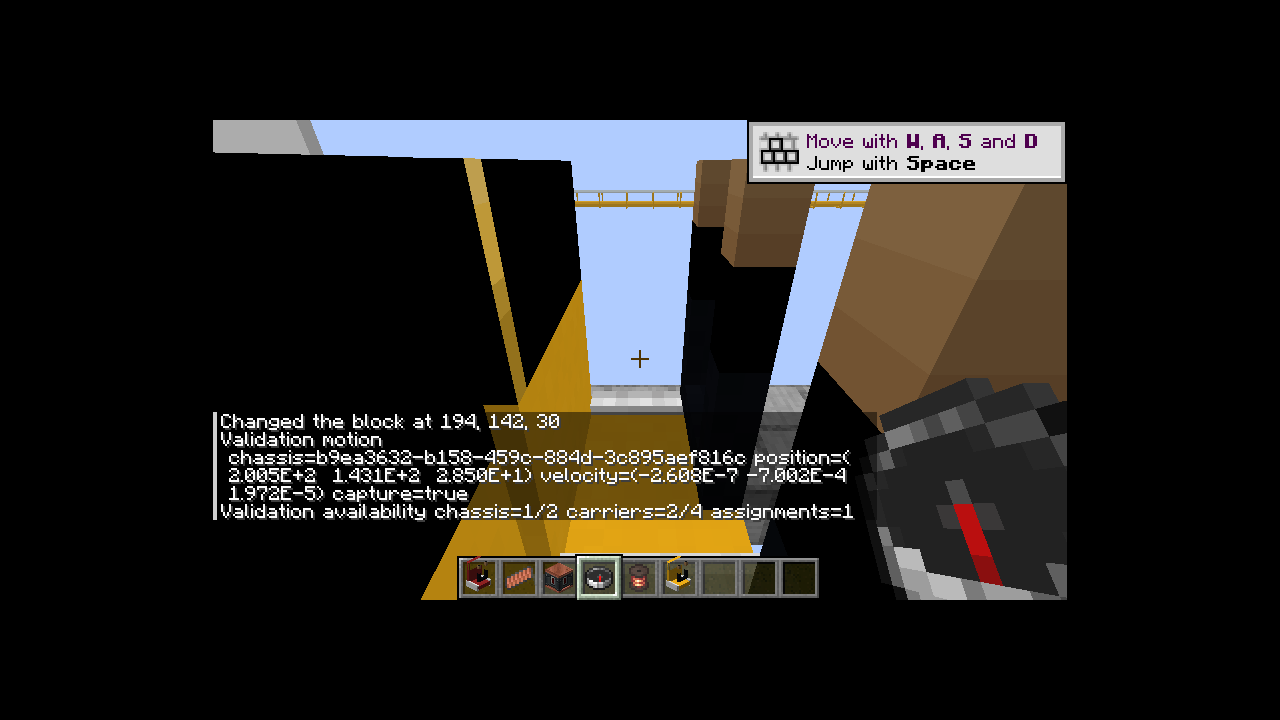 Move with W, A, S and D
Jump with Space
Changed the block at 194, 142, 30
Validation motion
chassis=b9ea3632-b158-459c-884d-3c895aef816c position=(
2.005E+2  1.431E+2  2.850E+1) velocity=(-2.608E-7 -7.002E-4
1.972E-5) capture=true
Validation availability chassis=1/2 carriers=2/4 assignments=1